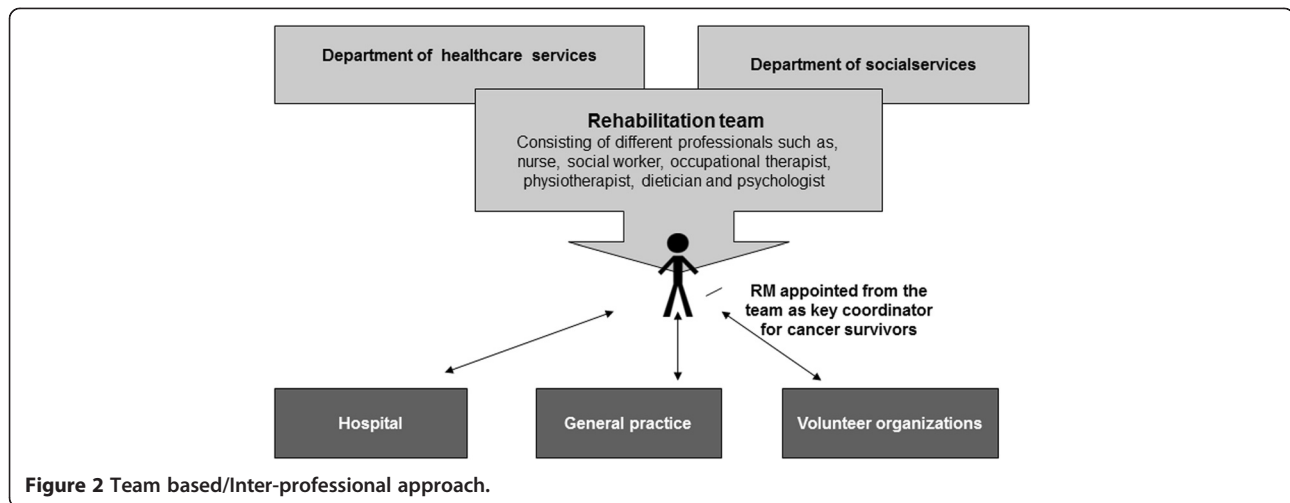 Department of healthcare services
Department of socialservices
Rehabilitation team
Consisting of different professionals such as,
nurse, social worker, occupational therapist,
physiotherapist, dietician and psychologist
RM appointed from the
team as key coordinator
for cancer survivors
Hospital
General practice
Volunteer organizations
Figure 2 Team based/Inter-professional approach.